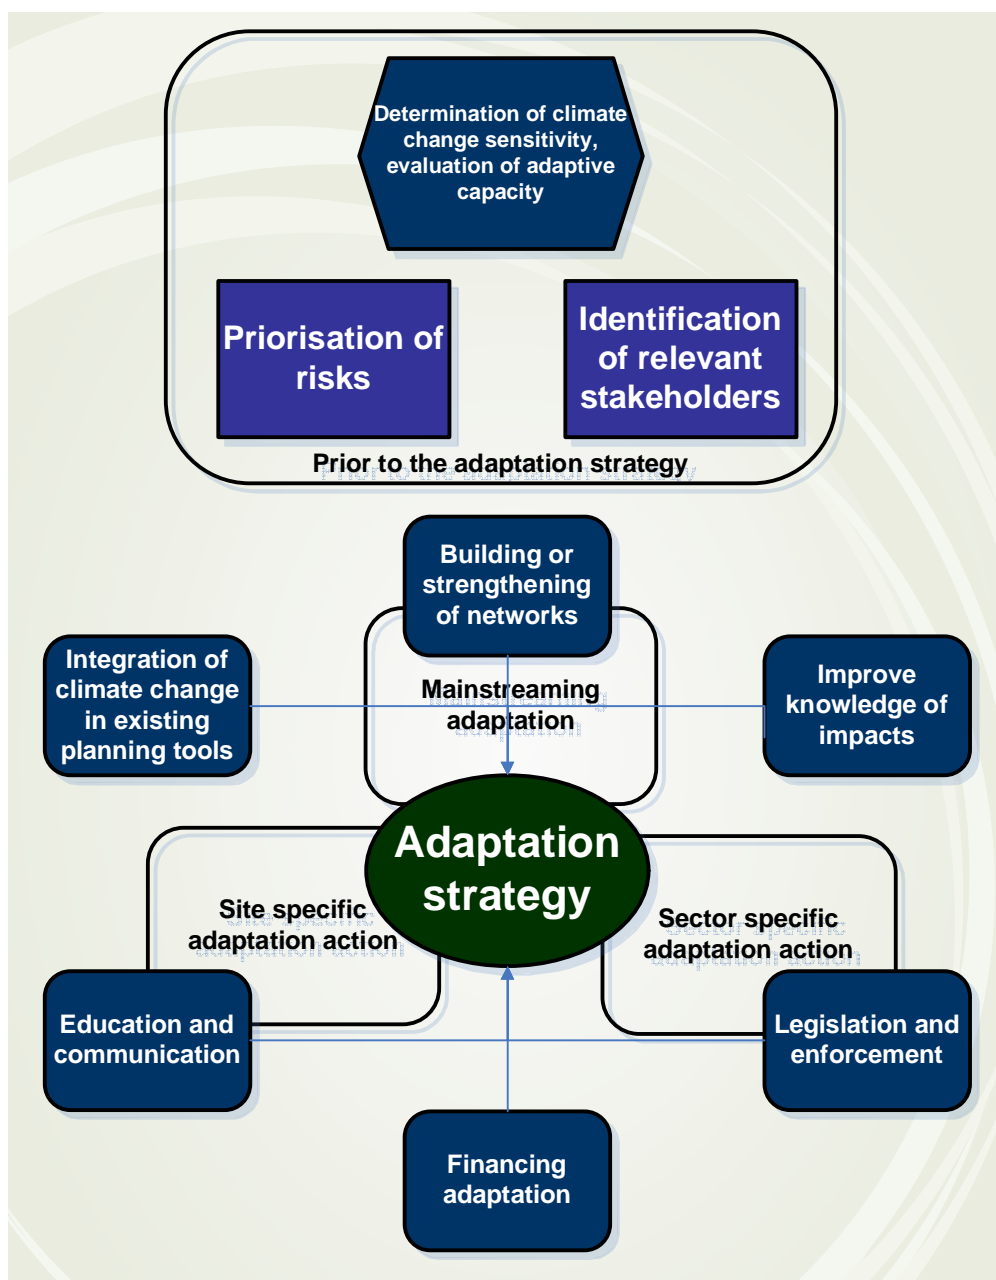 Determination of climate
change sensitivity,
evaluation of adaptive
capacity
Priorisation of
risks
Identification
of relevant
stakeholders
Prior to the adaptation strategy
Building or
strengthening
of networks
Integration of
climate change
in existing
planning tools
Mainstreaming
adaptation
Improve
knowledge of
impacts
Adaptation
strategy
Site specific
adaptation action
Sector specific
adaptation action
Education and
communication
Legislation and
enforcement
Financing
adaptation